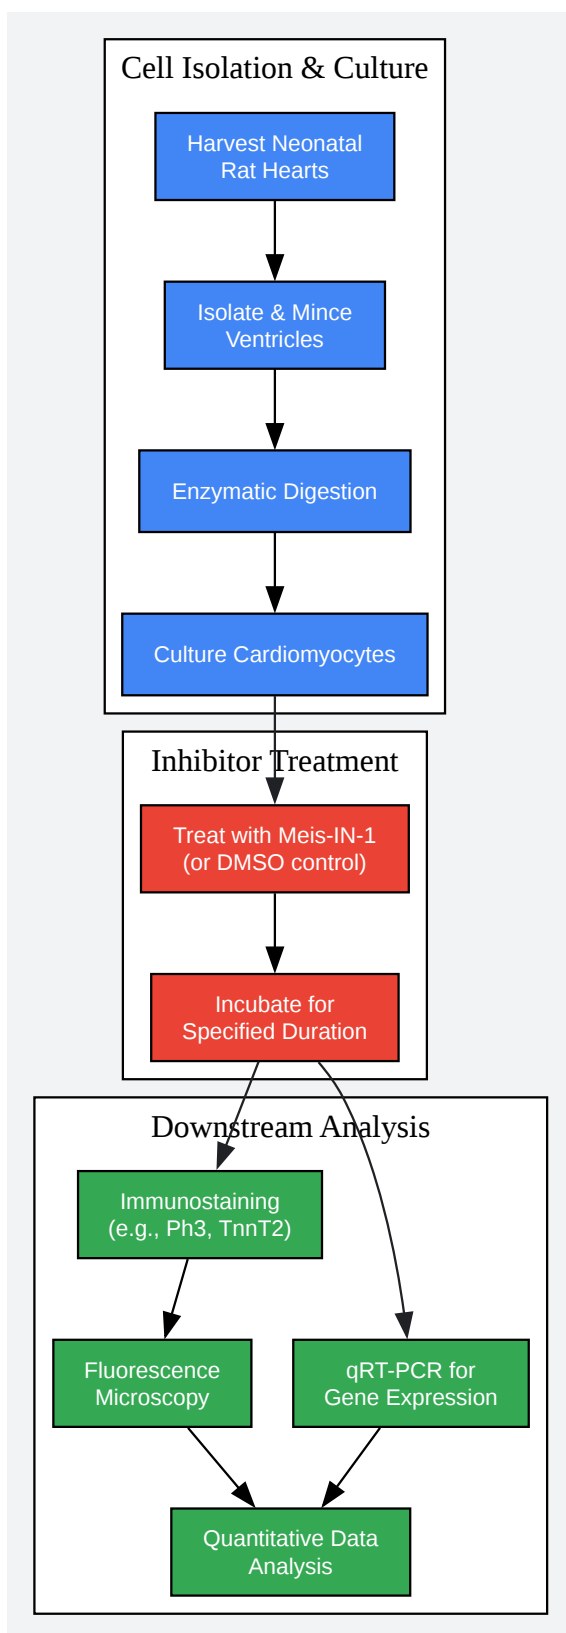 Cell Isolation & Culture
Harvest Neonatal
Rat Hearts
Isolate & Mince
Ventricles
Enzymatic Digestion
Culture Cardiomyocytes
Inhibitor Treatment
Treat with Meis-IN-1
(or DMSO control)
Incubate for
Specified Duration
Downstream Analysis
Immunostaining
(e.g., Ph3, TnnT2)
Fluorescence
Microscopy
qRT-PCR for
Gene Expression
Quantitative Data
Analysis